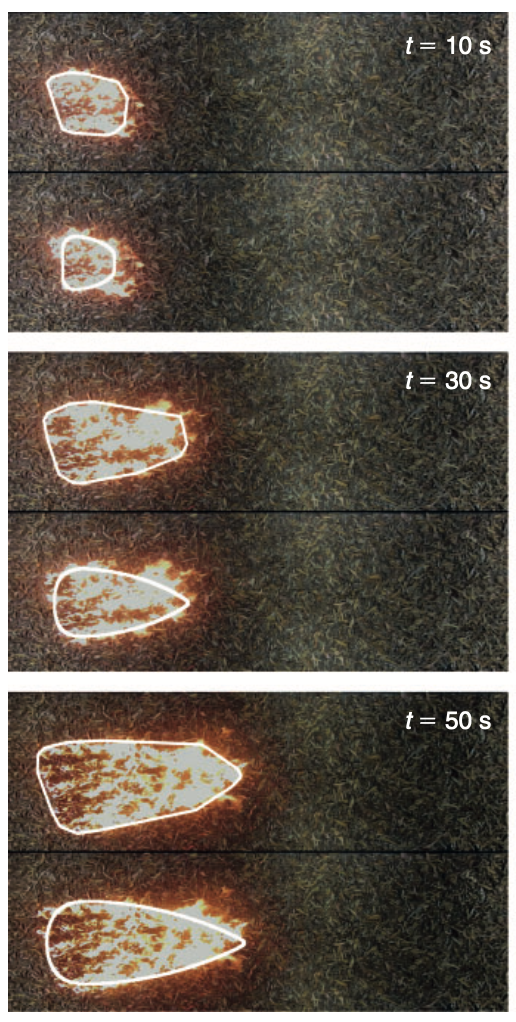 t = 10 s
t = 30 s
t = 50 s